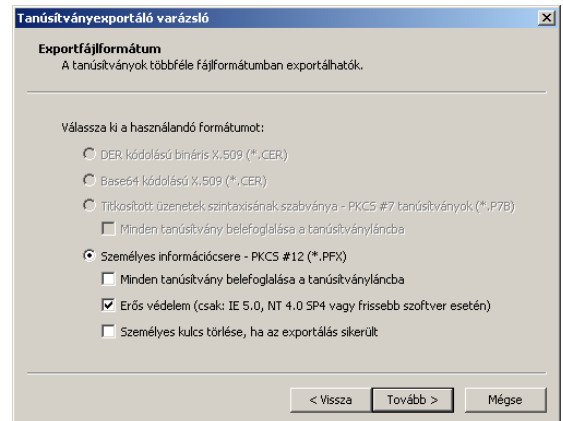 Tanúsítványexportáló varázsló
Exportfájlformátum
A tanúsítványok többféle fájlformátumban exportálhatók.
Válassza ki a használandó formátumot:
DER kódolású bináris X.509 (*.CER)
Base64 kódolású X.509 (*.CER)
Titkosított üzenetek szintaxisának szabványa - PKCS #7 tanúsítványok (*.P7B)
Minden tanúsítvány belefoglalása a tanúsítványláncba
Személyes információcsere - PKCS #12 (*.PFX)
Minden tanúsítvány belefoglalása a tanúsítványláncba
Erős védelem (csak: IE 5.0, NT 4.0 SP4 vagy frissebb szoftver esetén)
Személyes kulcs törlése, ha az exportálás sikerült
< Vissza Tovább > Mégse